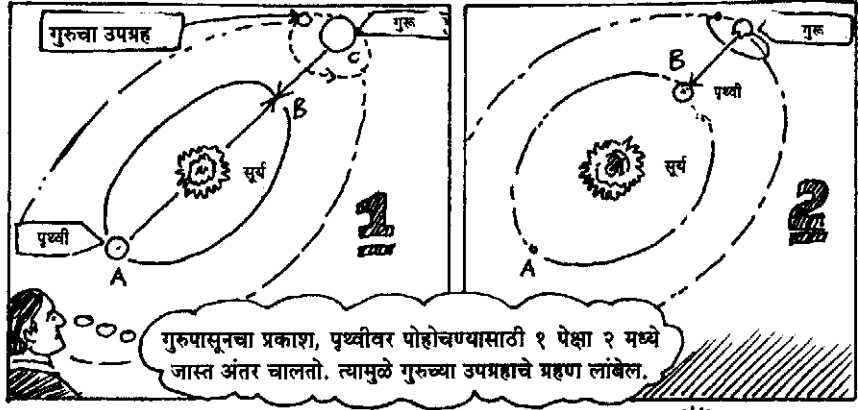 गुरुचा उपग्रह
गुरू
C
B
सूर्य
1
पृथ्वी
A
गुरू
B
पृथ्वी
सूर्य
2
A
गुरुपासूनचा प्रकाश, पृथ्वीवर पोहोचण्यासाठी १ पेक्षा २ मध्ये
जास्त अंतर चालतो. त्यामुळे गुरुच्या उपग्रहाचे ग्रहण लांबेल.